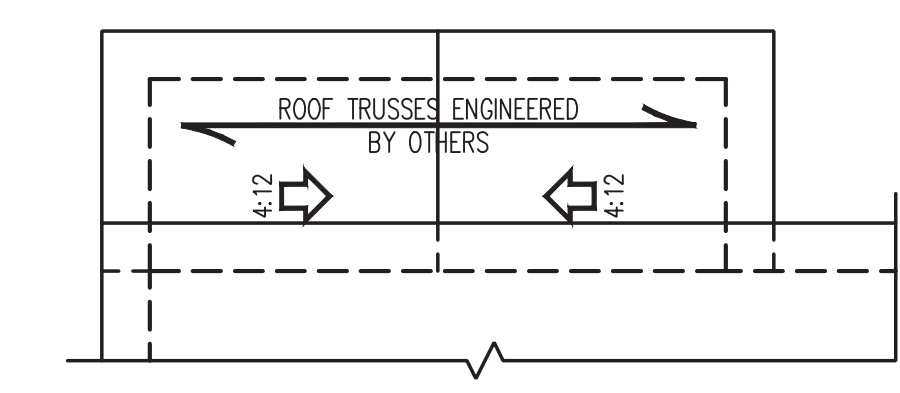 ROOF TRUSSES ENGINEERED
BY OTHERS
4:12
4:12